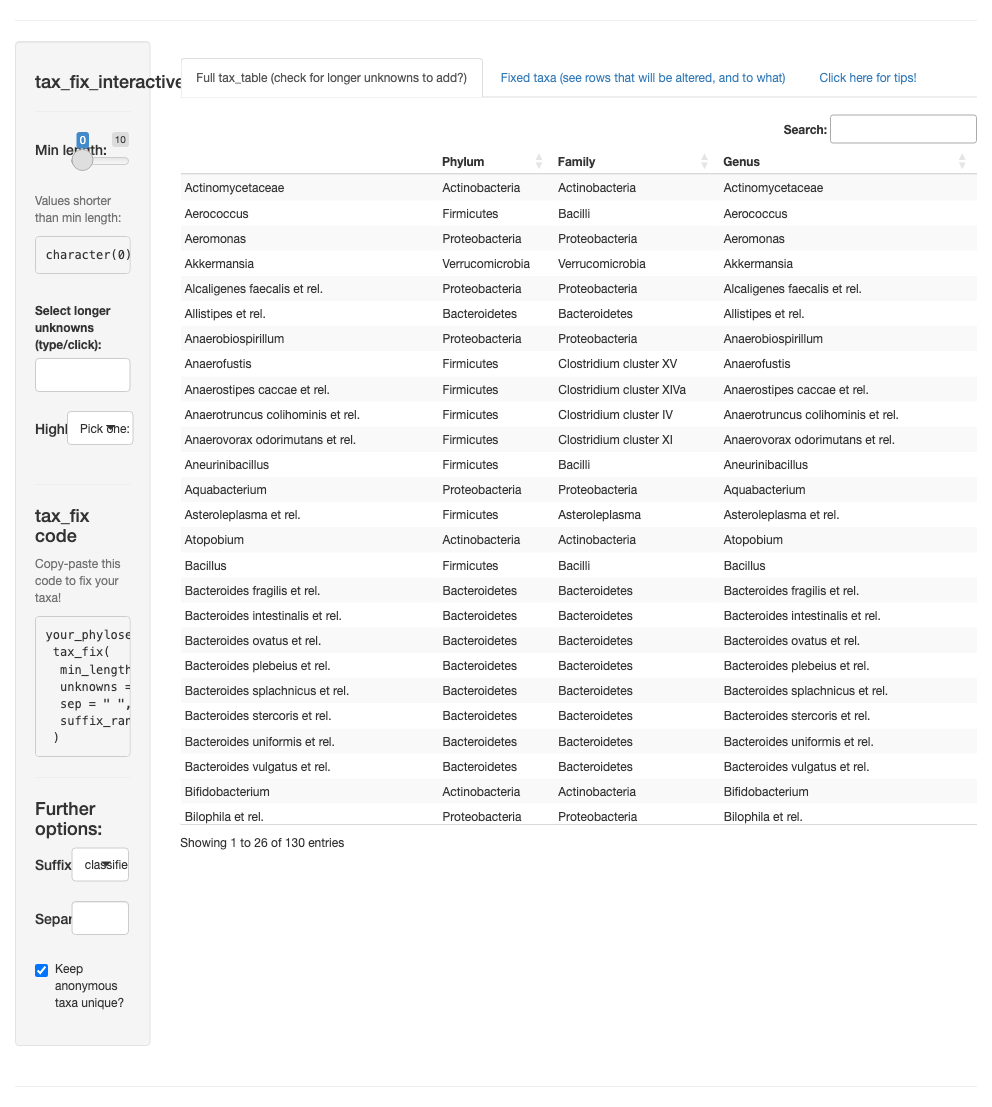 tax_fix_interactive
Min length:
0
10
Values shorter
than min length:
character(0)
Select longer
unknowns
(type/click):
Highl
Pick one:
tax_fix
code
Copy-paste this
code to fix your
taxa!
your_phylose
tax_fix(
min_length
unknowns =
sep = " ",
suffix_ran
)
Further
options:
Suffix
classifie
Separ
Keep
anonymous
taxa unique?
Full tax_table (check for longer unknowns to add?) Fixed taxa (see rows that will be altered, and to what) Click here for tips!
Search:
Phylum Family Genus
Actinomycetaceae Actinobacteria Actinobacteria Actinomycetaceae
Aerococcus Firmicutes Bacilli Aerococcus
Aeromonas Proteobacteria Proteobacteria Aeromonas
Akkermansia Verrucomicrobia Verrucomicrobia Akkermansia
Alcaligenes faecalis et rel. Proteobacteria Proteobacteria Alcaligenes faecalis et rel.
Allistipes et rel. Bacteroidetes Bacteroidetes Allistipes et rel.
Anaerobiospirillum Proteobacteria Proteobacteria Anaerobiospirillum
Anaerofustis Firmicutes Clostridium cluster XV Anaerofustis
Anaerostipes caccae et rel. Firmicutes Clostridium cluster XIVa Anaerostipes caccae et rel.
Anaerotruncus colihominis et rel. Firmicutes Clostridium cluster IV Anaerotruncus colihominis et rel.
Anaerovorax odorimutans et rel. Firmicutes Clostridium cluster XI Anaerovorax odorimutans et rel.
Aneurinibacillus Firmicutes Bacilli Aneurinibacillus
Aquabacterium Proteobacteria Proteobacteria Aquabacterium
Asteroleplasma et rel. Firmicutes Asteroleplasma Asteroleplasma et rel.
Atopobium Actinobacteria Actinobacteria Atopobium
Bacillus Firmicutes Bacilli Bacillus
Bacteroides fragilis et rel. Bacteroidetes Bacteroidetes Bacteroides fragilis et rel.
Bacteroides intestinalis et rel. Bacteroidetes Bacteroidetes Bacteroides intestinalis et rel.
Bacteroides ovatus et rel. Bacteroidetes Bacteroidetes Bacteroides ovatus et rel.
Bacteroides plebeius et rel. Bacteroidetes Bacteroidetes Bacteroides plebeius et rel.
Bacteroides splachnicus et rel. Bacteroidetes Bacteroidetes Bacteroides splachnicus et rel.
Bacteroides stercoris et rel. Bacteroidetes Bacteroidetes Bacteroides stercoris et rel.
Bacteroides uniformis et rel. Bacteroidetes Bacteroidetes Bacteroides uniformis et rel.
Bacteroides vulgatus et rel. Bacteroidetes Bacteroidetes Bacteroides vulgatus et rel.
Bifidobacterium Actinobacteria Actinobacteria Bifidobacterium
Bilophila et rel. Proteobacteria Proteobacteria Bilophila et rel.
Showing 1 to 26 of 130 entries